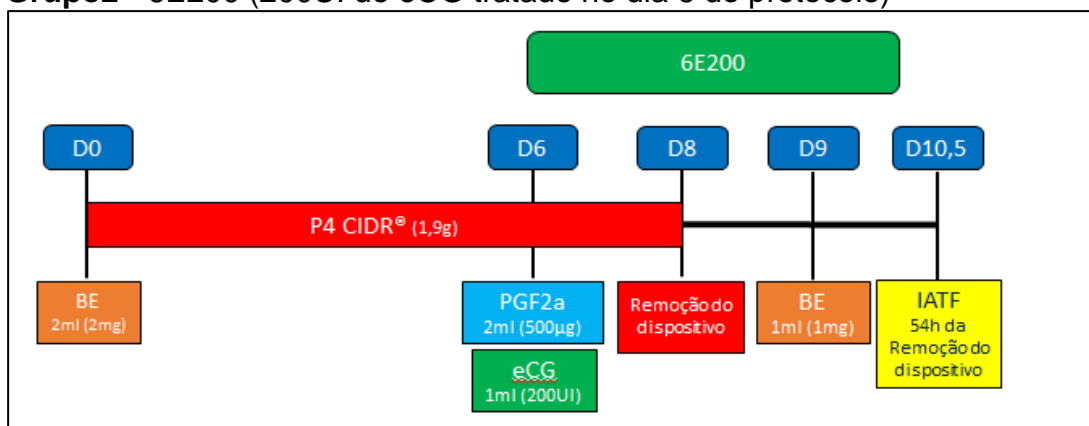 6E200
D0
D6
D8
D9
D10,5
P4 CIDR® (1,9g)
BE
2ml (2mg)
PGF2a
2ml (500µg)
eCG
1ml (200UI)
Remoção do
dispositivo
BE
1ml (1mg)
IATF
54h da
Remoção do
dispositivo